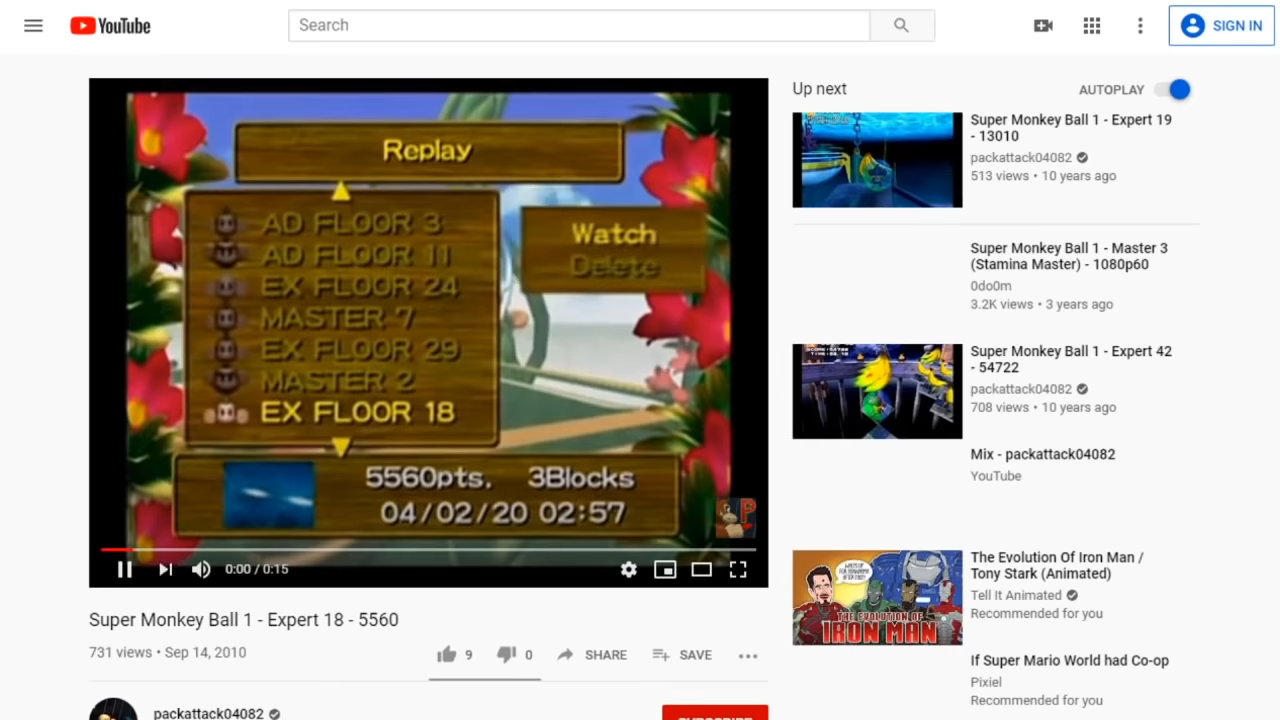 YouTube
Search
SIGN IN
Replay
AD FLOOR 3
AD FLOOR 11
EX FLOOR 24
MASTER 7
EX FLOOR 29
MASTER 2
EX FLOOR 18
Watch
Delete
5560pts. 3Blocks
04/02/20 02:57
P
0:00 / 0:15
Super Monkey Ball 1 - Expert 18 - 5560
731 views • Sep 14, 2010
9
0
SHARE
SAVE
packattack04082
SUBSCRIBE
Up next
AUTOPLAY
Super Monkey Ball 1 - Expert 19
- 13010
packattack04082
513 views • 10 years ago
Super Monkey Ball 1 - Master 3
(Stamina Master) - 1080p60
0do0m
3.2K views • 3 years ago
Super Monkey Ball 1 - Expert 42
- 54722
packattack04082
708 views • 10 years ago
Mix - packattack04082
YouTube
THE EVOLUTION OF
IRON MAN
The Evolution Of Iron Man /
Tony Stark (Animated)
Tell It Animated
Recommended for you
If Super Mario World had Co-op
Pixiel
Recommended for you